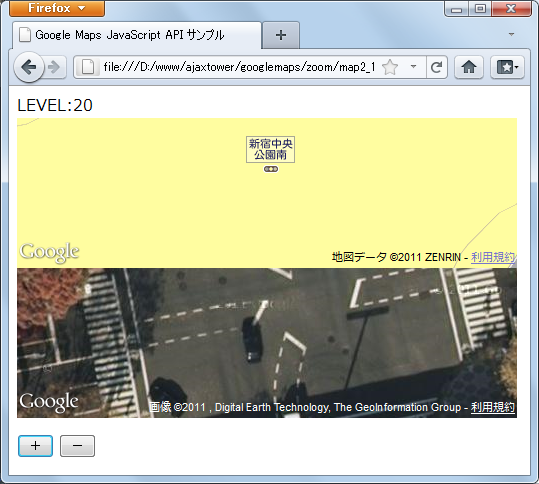 Firefox
Google Maps JavaScript API サンプル
file:///D:/www/ajaxtower/googlemaps/zoom/map2_1
LEVEL:20
新宿中央
公園南
Google
地図データ ©2011 ZENRIN - 利用規約
Google
画像 ©2011 , Digital Earth Technology, The GeoInformation Group - 利用規約
+
−